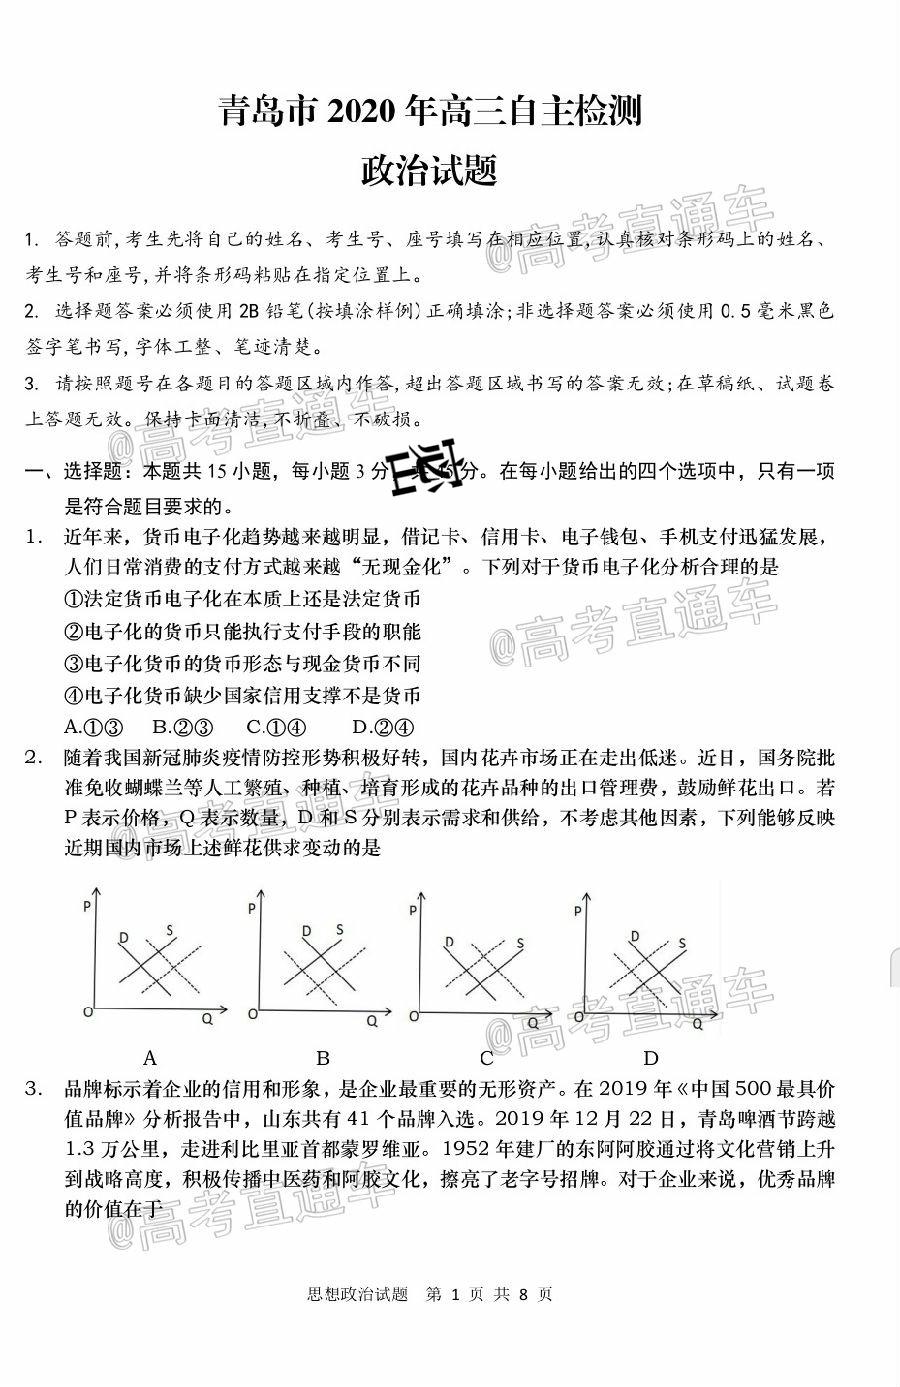 青岛市 2020 年高三自主检测
政治试题
1. 答题前,考生先将自己的姓名、考生号、座号填写在相应位置,认真核对条形码上的姓名、
考生号和座号,并将条形码粘贴在指定位置上。
2. 选择题答案必须使用 2B 铅笔(按填涂样例)正确填涂;非选择题答案必须使用 0.5 毫米黑色
签字笔书写,字体工整、笔迹清楚。
3. 请按照题号在各题目的答题区域内作答,超出答题区域书写的答案无效;在草稿纸、试题卷
上答题无效。保持卡面清洁,不折叠、不破损。
一、选择题：本题共 15 小题，每小题 3 分，共 45 分。在每小题给出的四个选项中，只有一项
是符合题目要求的。
1. 近年来，货币电子化趋势越来越明显，借记卡、信用卡、电子钱包、手机支付迅猛发展，
人们日常消费的支付方式越来越“无现金化”。下列对于货币电子化分析合理的是
①法定货币电子化在本质上还是法定货币
②电子化的货币只能执行支付手段的职能
③电子化货币的货币形态与现金货币不同
④电子化货币缺少国家信用支撑不是货币
A.①③ B.②③ C.①④ D.②④
2. 随着我国新冠肺炎疫情防控形势积极好转，国内花卉市场正在走出低迷。近日，国务院批
准免收蝴蝶兰等人工繁殖、种植、培育形成的花卉品种的出口管理费，鼓励鲜花出口。若
P 表示价格，Q 表示数量，D 和 S 分别表示需求和供给，不考虑其他因素，下列能够反映
近期国内市场上述鲜花供求变动的是
P D S O Q
P D S O Q
P D S O Q
P D S O Q
A B C D
3. 品牌标示着企业的信用和形象，是企业最重要的无形资产。在 2019 年《中国 500 最具价
值品牌》分析报告中，山东共有 41 个品牌入选。2019 年 12 月 22 日，青岛啤酒节跨越
1.3 万公里，走进利比里亚首都蒙罗维亚。1952 年建厂的东阿阿胶通过将文化营销上升
到战略高度，积极传播中医药和阿胶文化，擦亮了老字号招牌。对于企业来说，优秀品牌
的价值在于
思想政治试题 第 1 页 共 8 页
@高考直通车
@高考直通车
@高考直通车
@高考直通车
@高考直通车
@高考直通车